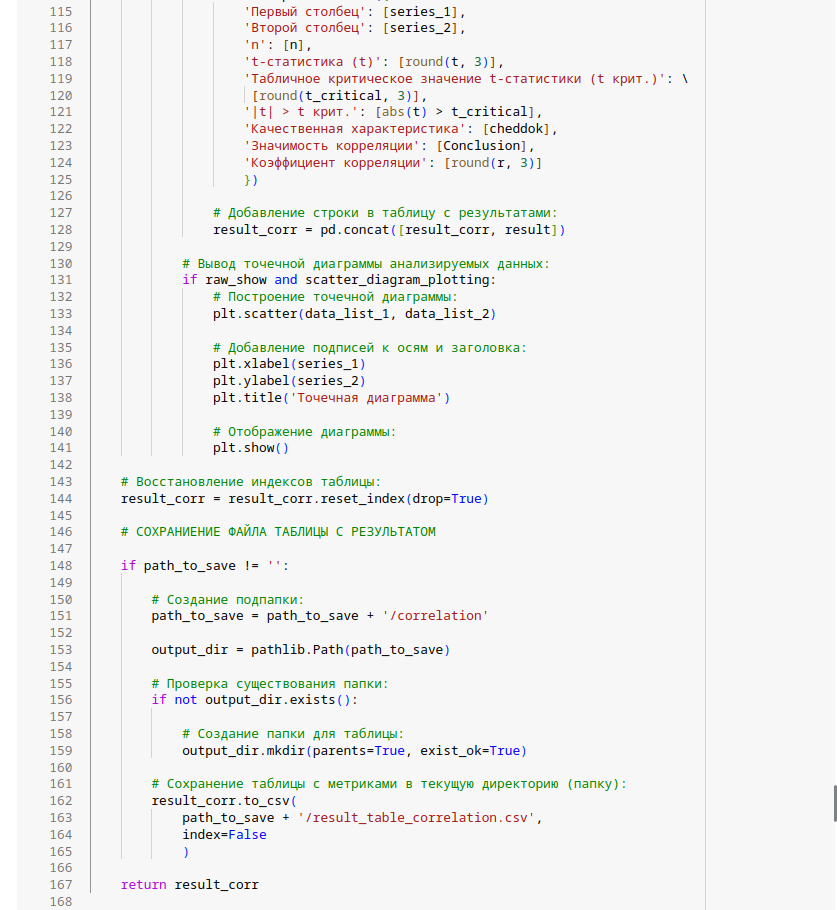 115 'Первый столбец': [series_1],
116 'Второй столбец': [series_2],
117 'n': [n],
118 't-статистика (t)': [round(t, 3)],
119 'Табличное критическое значение t-статистики (t крит.)': \
120 [round(t_critical, 3)],
121 '|t| > t крит.': [abs(t) > t_critical],
122 'Качественная характеристика': [cheddok],
123 'Значимость корреляции': [Conclusion],
124 'Коэффициент корреляции': [round(r, 3)]
125 })
126
127 # Добавление строки в таблицу с результатами:
128 result_corr = pd.concat([result_corr, result])
129
130 # Вывод точечной диаграммы анализируемых данных:
131 if raw_show and scatter_diagram_plotting:
132 # Построение точечной диаграммы:
133 plt.scatter(data_list_1, data_list_2)
134
135 # Добавление подписей к осям и заголовка:
136 plt.xlabel(series_1)
137 plt.ylabel(series_2)
138 plt.title('Точечная диаграмма')
139
140 # Отображение диаграммы:
141 plt.show()
142
143 # Восстановление индексов таблицы:
144 result_corr = result_corr.reset_index(drop=True)
145
146 # СОХРАНИЕНИЕ ФАЙЛА ТАБЛИЦЫ С РЕЗУЛЬТАТОМ
147
148 if path_to_save != '':
149
150 # Создание подпапки:
151 path_to_save = path_to_save + '/correlation'
152
153 output_dir = pathlib.Path(path_to_save)
154
155 # Проверка существования папки:
156 if not output_dir.exists():
157
158 # Создание папки для таблицы:
159 output_dir.mkdir(parents=True, exist_ok=True)
160
161 # Сохранение таблицы с метриками в текущую директорию (папку):
162 result_corr.to_csv(
163 path_to_save + '/result_table_correlation.csv',
164 index=False
165 )
166
167 return result_corr
168